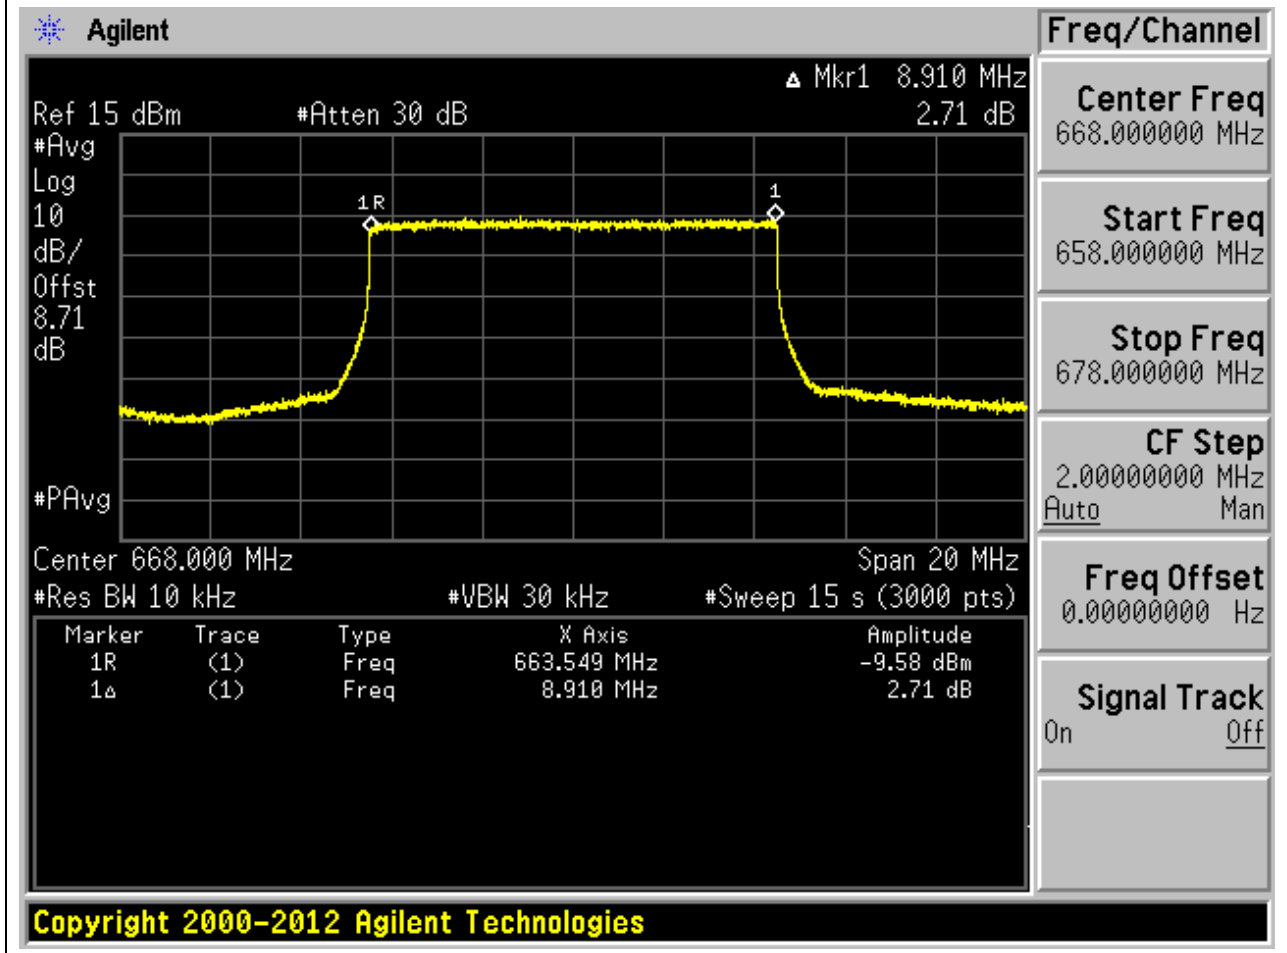 Agilent
Freq/Channel
Δ Mkr1 8.910 MHz
Ref 15 dBm #Atten 30 dB 2.71 dB
#Avg
Log
10
dB/
Offst
8.71
dB
#PAvg
1R
1
Center 668.000 MHz Span 20 MHz
#Res BW 10 kHz #VBW 30 kHz #Sweep 15 s (3000 pts)
Marker Trace Type X Axis Amplitude
1R (1) Freq 663.549 MHz -9.58 dBm
1Δ (1) Freq 8.910 MHz 2.71 dB
Center Freq
668.000000 MHz
Start Freq
658.000000 MHz
Stop Freq
678.000000 MHz
CF Step
2.00000000 MHz
Auto Man
Freq Offset
0.00000000 Hz
Signal Track
On Off
Copyright 2000-2012 Agilent Technologies